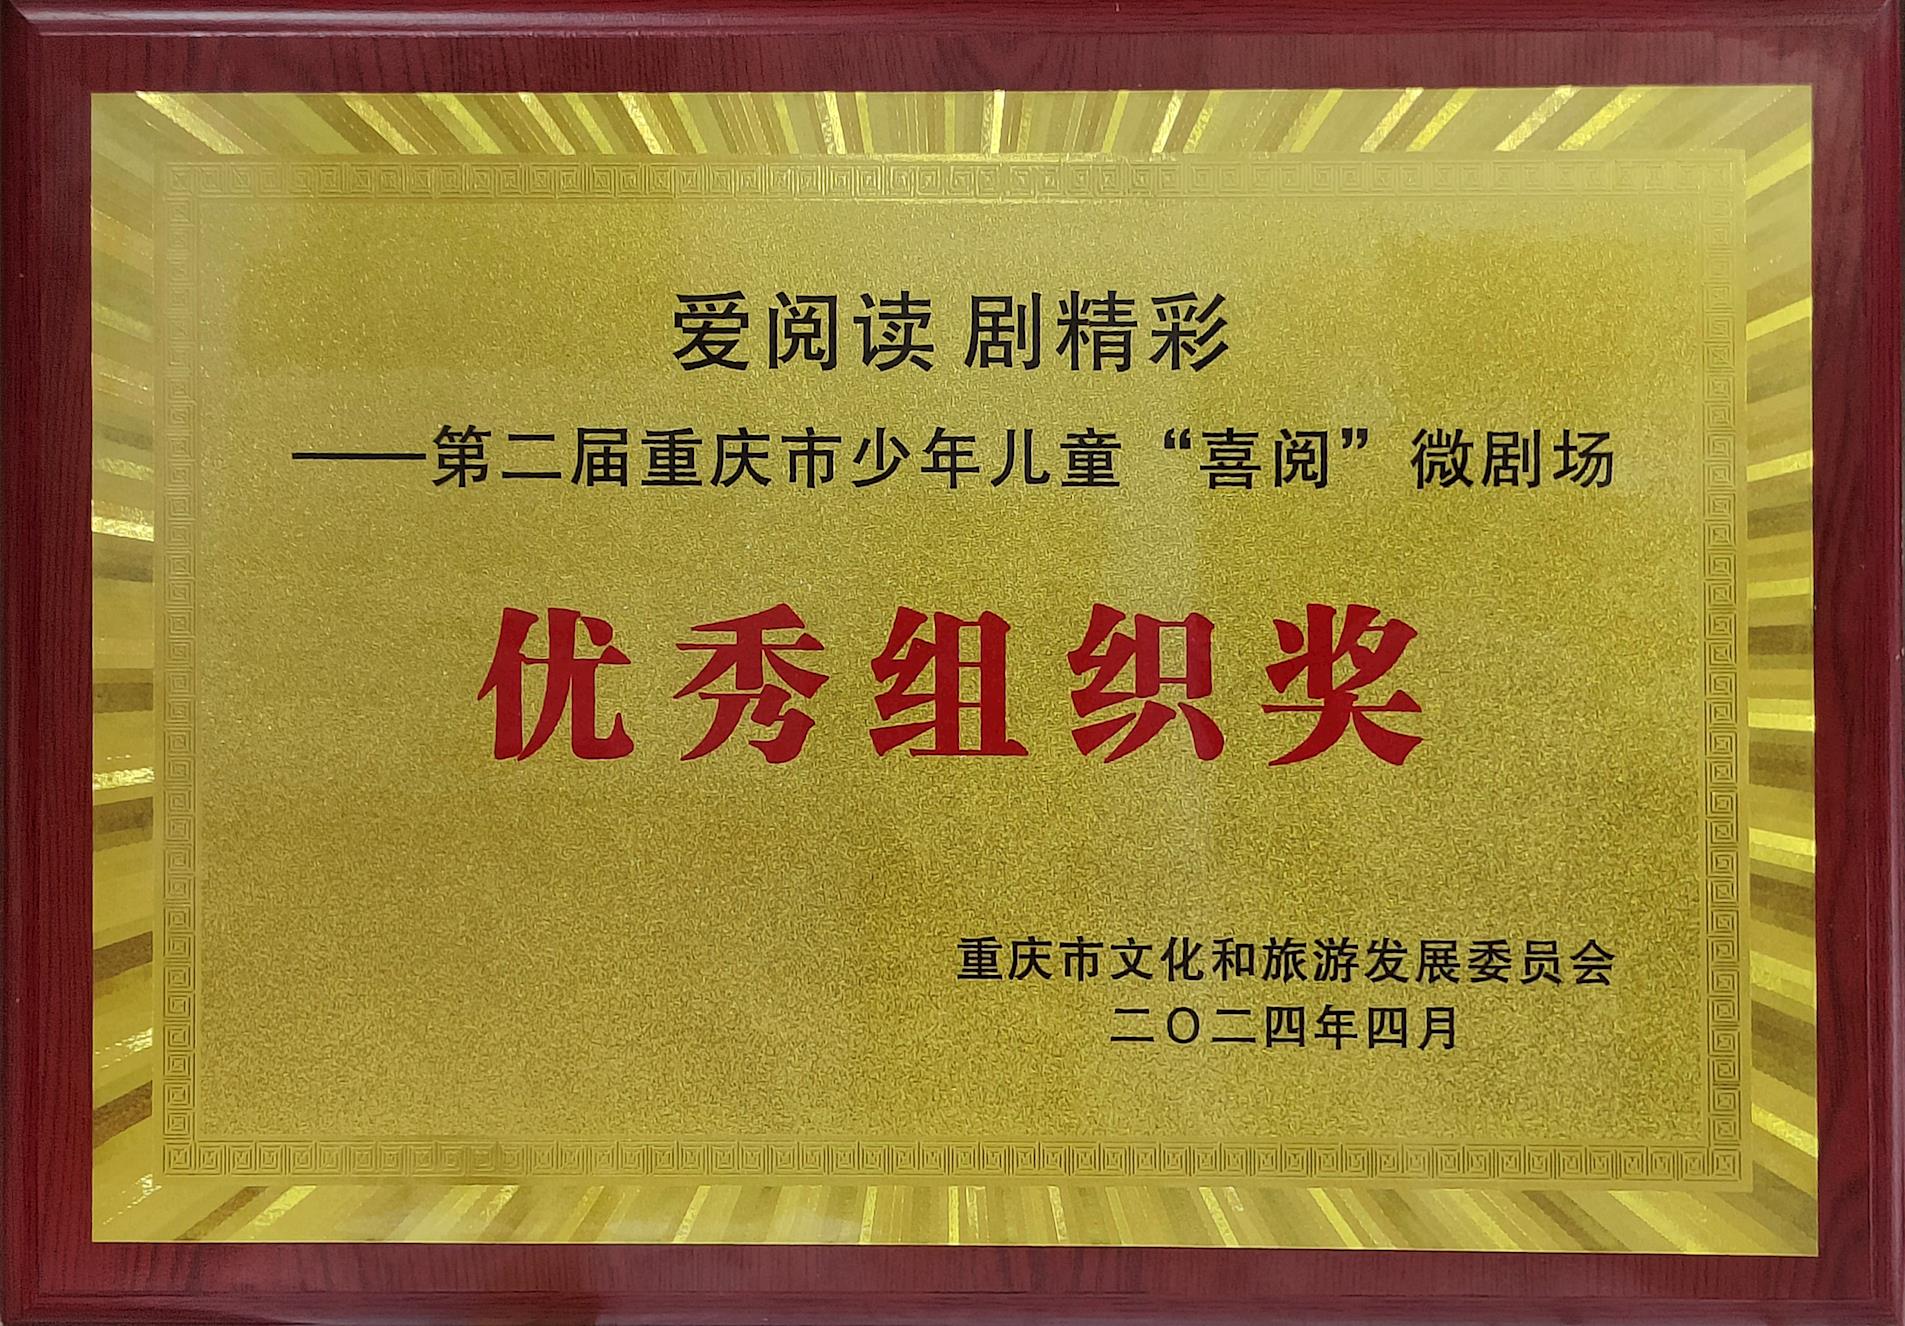 爱阅读 剧精彩
——第二届重庆市少年儿童“喜阅”微剧场
优秀组织奖
重庆市文化和旅游发展委员会
二〇二四年四月